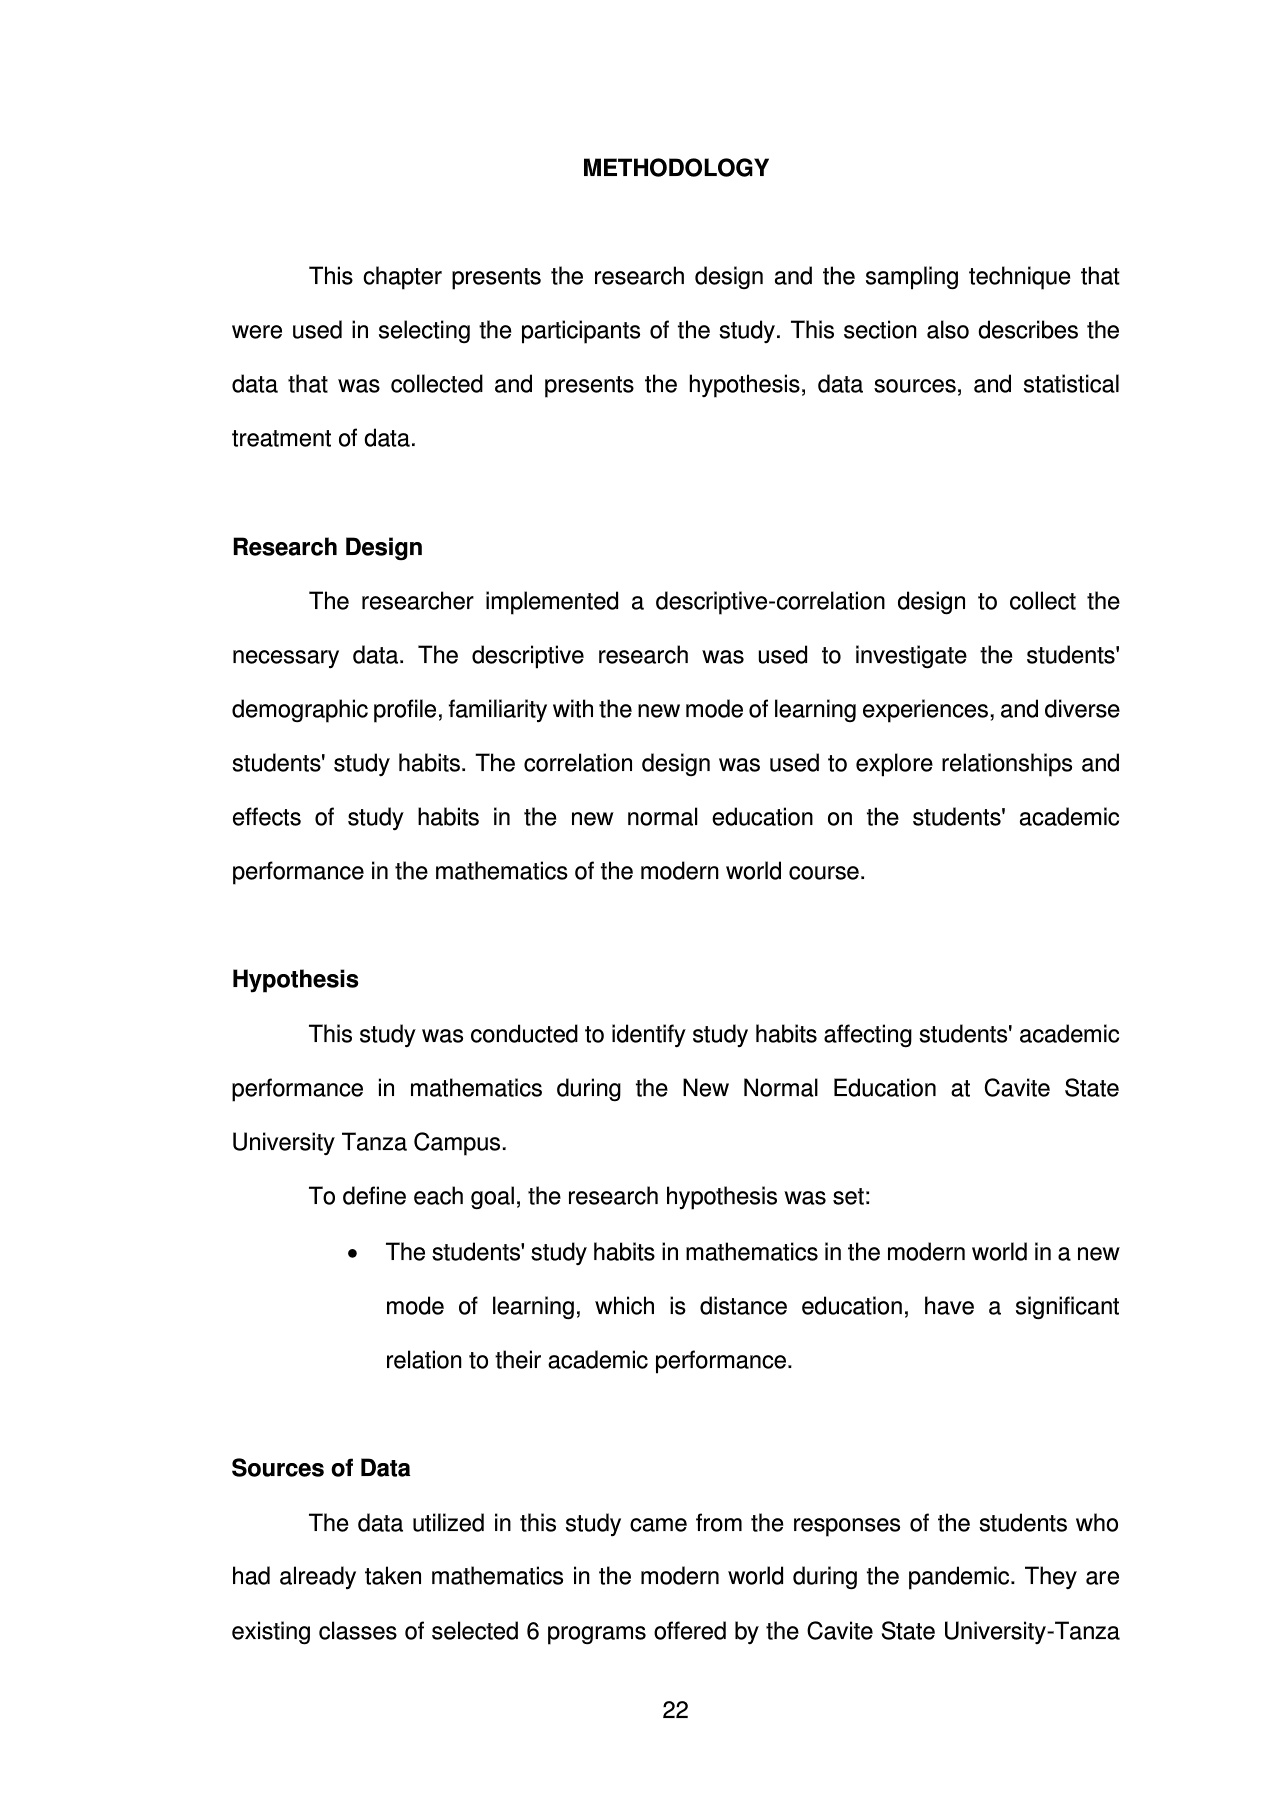 METHODOLOGY
This chapter presents the research design and the sampling technique that
were used in selecting the participants of the study. This section also describes the
data that was collected and presents the hypothesis, data sources, and statistical
treatment of data.
Research Design
The researcher implemented a descriptive-correlation design to collect the
necessary data. The descriptive research was used to investigate the students'
demographic profile, familiarity with the new mode of learning experiences, and diverse
students' study habits. The correlation design was used to explore relationships and
effects of study habits in the new normal education on the students' academic
performance in the mathematics of the modern world course.
Hypothesis
This study was conducted to identify study habits affecting students' academic
performance in mathematics during the New Normal Education at Cavite State
University Tanza Campus.
To define each goal, the research hypothesis was set:
• The students' study habits in mathematics in the modern world in a new
mode of learning, which is distance education, have a significant
relation to their academic performance.
Sources of Data
The data utilized in this study came from the responses of the students who
had already taken mathematics in the modern world during the pandemic. They are
existing classes of selected 6 programs offered by the Cavite State University-Tanza
22